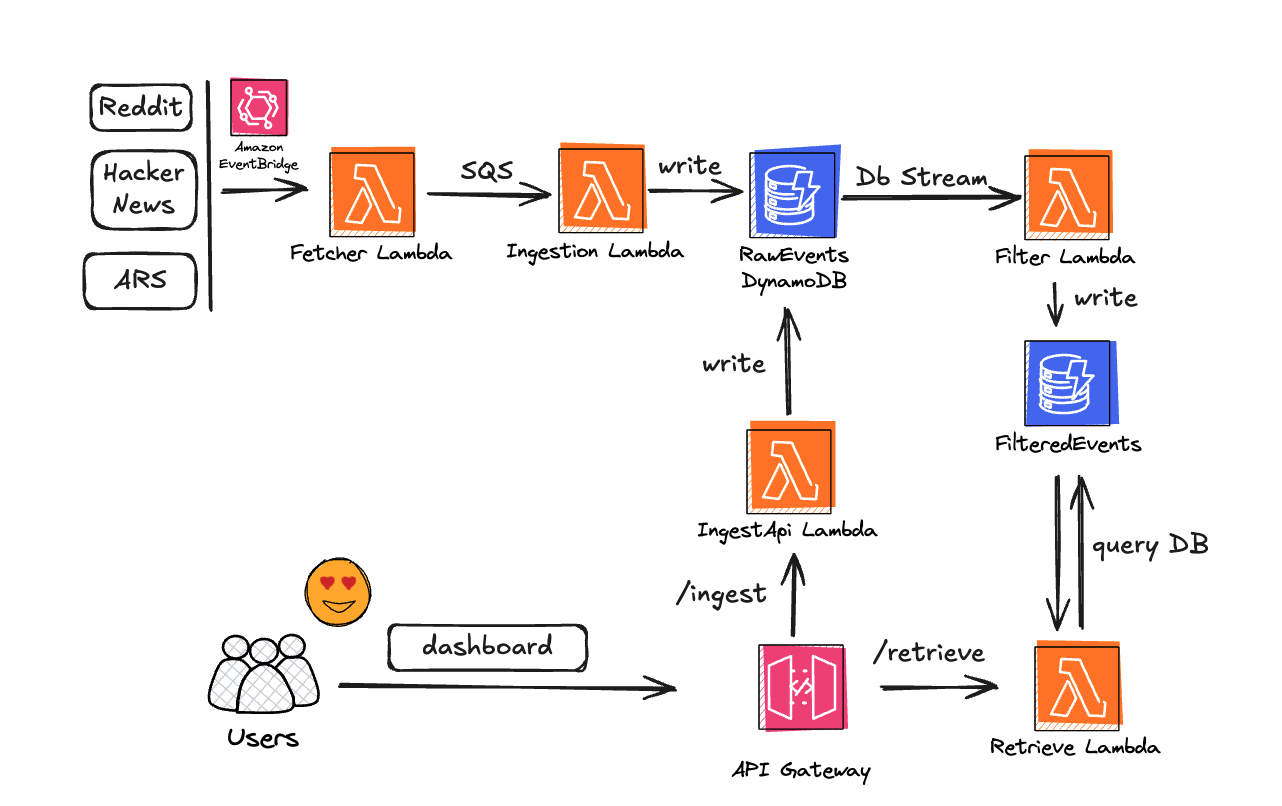 Reddit
Hacker
News
ARS
Amazon
EventBridge
Fetcher Lambda
SQS
Ingestion Lambda
write
RawEvents
DynamoDB
Db Stream
Filter Lambda
write
FilteredEvents
write
IngestApi Lambda
query DB
/ingest
dashboard
Users
/retrieve
API Gateway
Retrieve Lambda